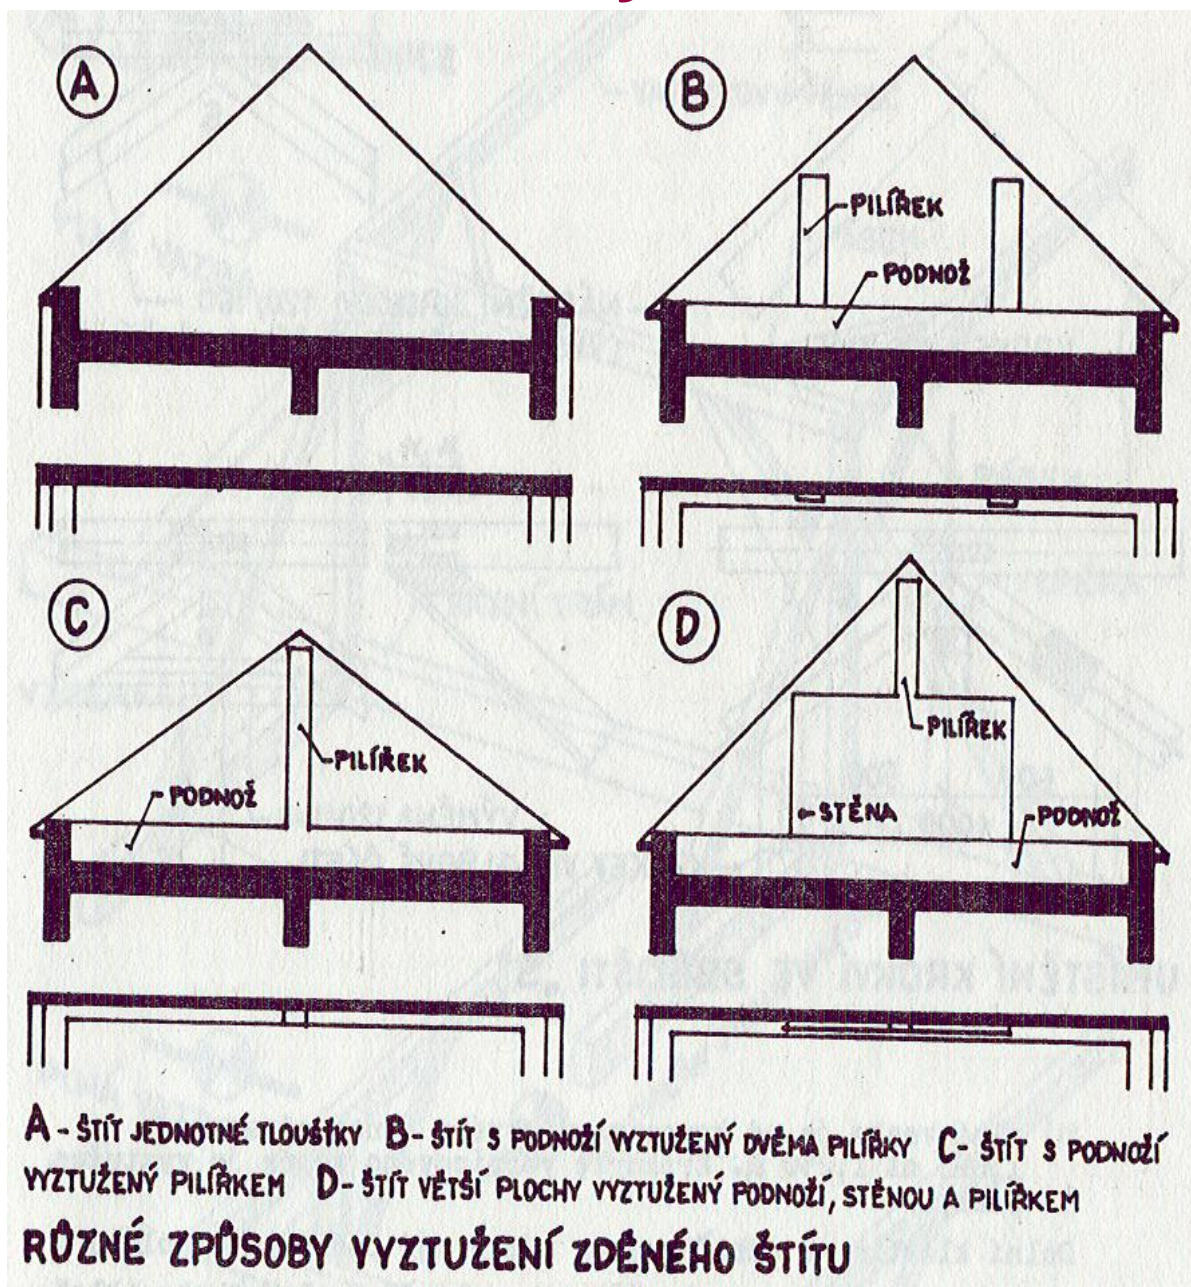 A
B
PILÍŘEK
PODNOŽ
C
PILÍŘEK
PODNOŽ
D
PILÍŘEK
STĚNA
PODNOŽ
A - ŠTÍT JEDNOTNÉ TLOUŠŤKY B - ŠTÍT S PODNOŽÍ VYZTUŽENÝ DVĚMA PILÍŘKY C - ŠTÍT S PODNOŽÍ
VYZTUŽENÝ PILÍŘKEM D - ŠTÍT VĚTŠÍ PLOCHY VYZTUŽENÝ PODNOŽÍ, STĚNOU A PILÍŘKEM
RŮZNÉ ZPŮSOBY VYZTUŽENÍ ZDĚNÉHO ŠTÍTU